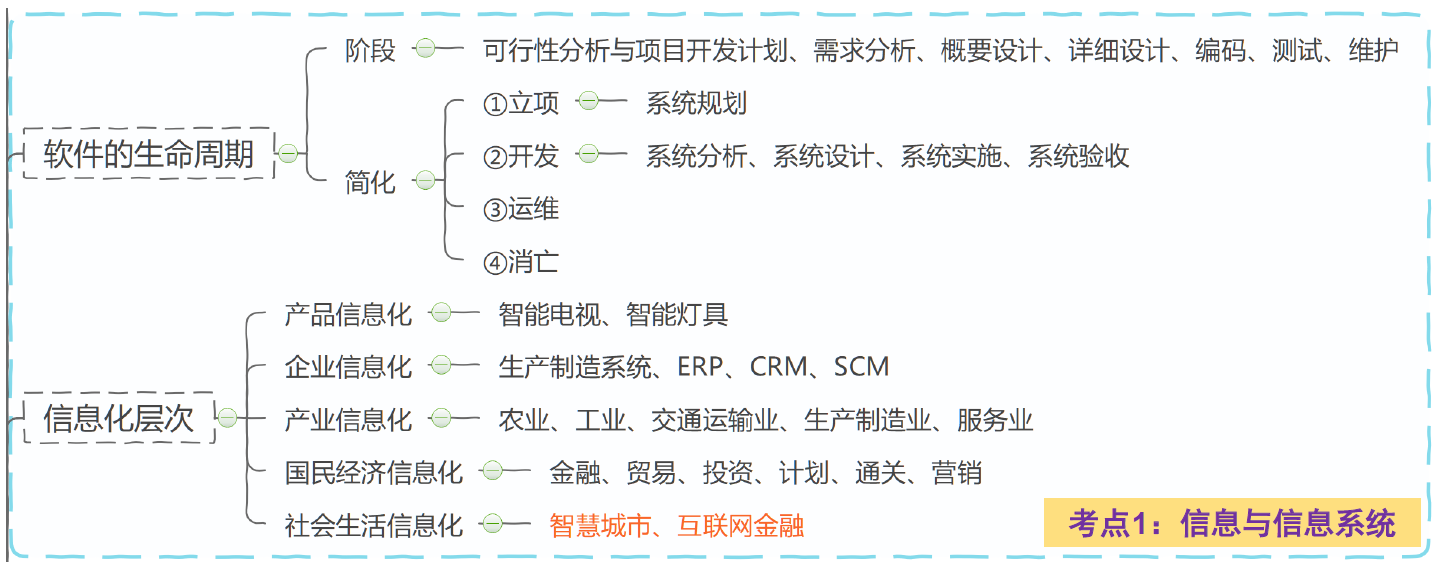 阶段 可行性分析与项目开发计划、需求分析、概要设计、详细设计、编码、测试、维护
①立项 系统规划
软件的生命周期
②开发 系统分析、系统设计、系统实施、系统验收
简化
③运维
④消亡
产品信息化 智能电视、智能灯具
企业信息化 生产制造系统、ERP、CRM、SCM
信息化层次
产业信息化 农业、工业、交通运输业、生产制造业、服务业
国民经济信息化 金融、贸易、投资、计划、通关、营销
社会生活信息化 智慧城市、互联网金融
考点1：信息与信息系统